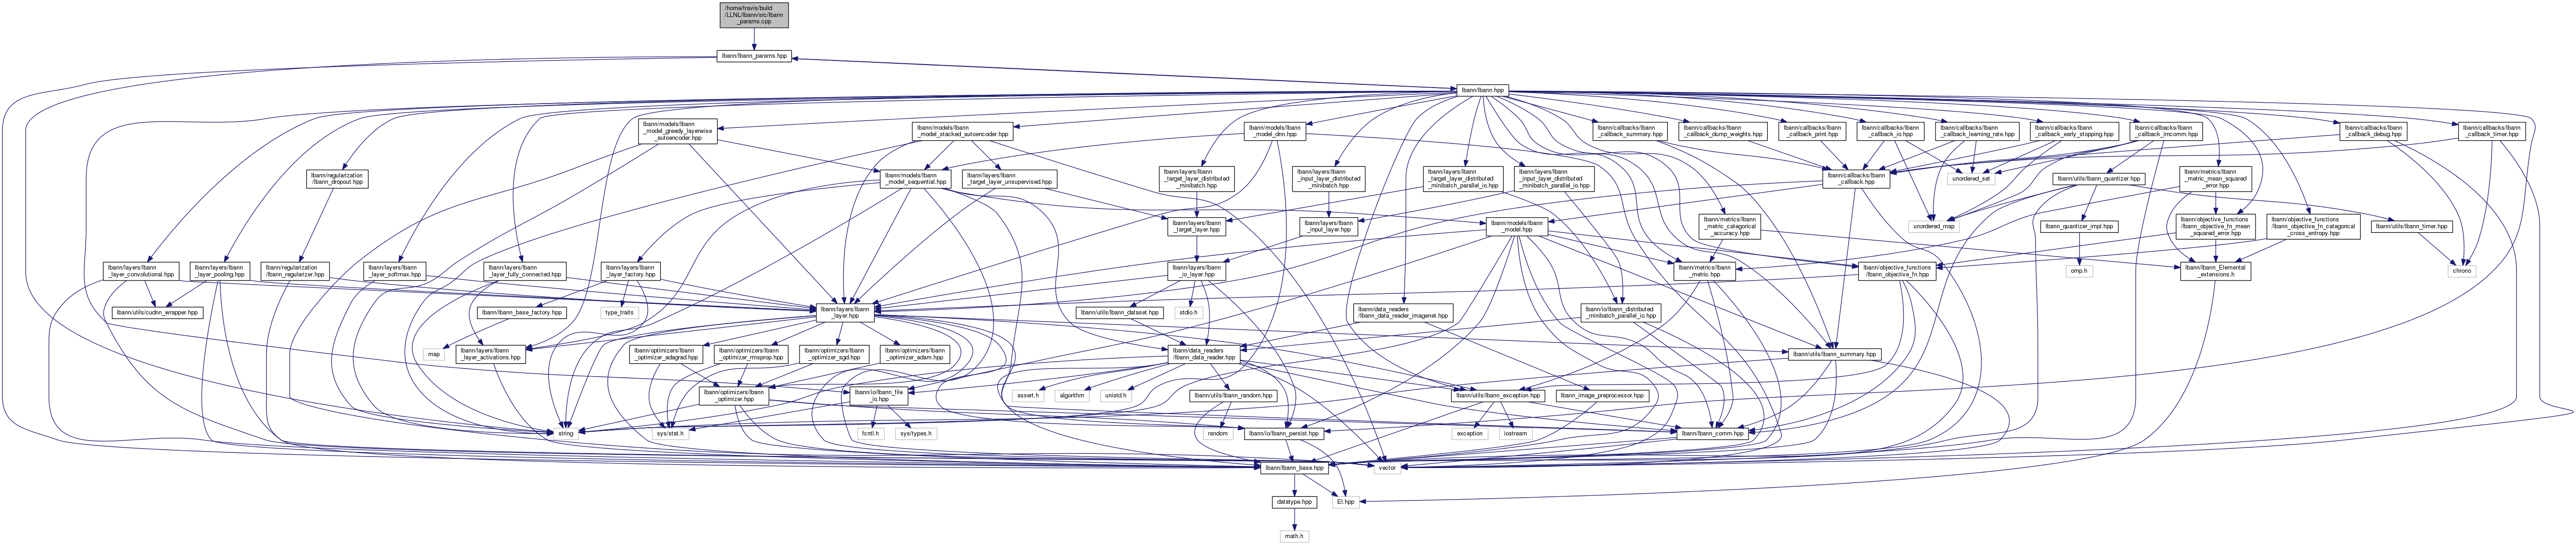 /home/travis/build
/LLNL/lbann/src/lbann
_params.cpp
lbann/lbann_params.hpp
lbann/lbann.hpp
lbann/models/lbann
_model_greedy_layerwise
_autoencoder.hpp
lbann/models/lbann
_model_stacked_autoencoder.hpp
lbann/models/lbann
_model_dnn.hpp
lbann/callbacks/lbann
_callback_summary.hpp
lbann/callbacks/lbann
_callback_dump_weights.hpp
lbann/callbacks/lbann
_callback_print.hpp
lbann/callbacks/lbann
_callback_io.hpp
lbann/callbacks/lbann
_callback_learning_rate.hpp
lbann/callbacks/lbann
_callback_early_stopping.hpp
lbann/callbacks/lbann
_callback_imcomm.hpp
lbann/callbacks/lbann
_callback_debug.hpp
lbann/callbacks/lbann
_callback_timer.hpp
lbann/regularization
/lbann_dropout.hpp
lbann/models/lbann
_model_sequential.hpp
lbann/layers/lbann
_target_layer_unsupervised.hpp
lbann/layers/lbann
_target_layer_distributed
_minibatch.hpp
lbann/layers/lbann
_input_layer_distributed
_minibatch.hpp
lbann/layers/lbann
_target_layer_distributed
_minibatch_parallel_io.hpp
lbann/layers/lbann
_input_layer_distributed
_minibatch_parallel_io.hpp
lbann/callbacks/lbann
_callback.hpp
unordered_set
lbann/utils/lbann_quantizer.hpp
lbann/metrics/lbann
_metric_mean_squared
_error.hpp
lbann/layers/lbann
_target_layer.hpp
lbann/layers/lbann
_input_layer.hpp
lbann/models/lbann
_model.hpp
lbann/metrics/lbann
_metric_categorical
_accuracy.hpp
unordered_map
lbann_quantizer_impl.hpp
lbann/objective_functions
/lbann_objective_fn_mean
_squared_error.hpp
lbann/objective_functions
/lbann_objective_fn_categorical
_cross_entropy.hpp
lbann/utils/lbann_timer.hpp
lbann/layers/lbann
_layer_convolutional.hpp
lbann/layers/lbann
_layer_pooling.hpp
lbann/regularization
/lbann_regularizer.hpp
lbann/layers/lbann
_layer_softmax.hpp
lbann/layers/lbann
_layer_fully_connected.hpp
lbann/layers/lbann
_layer_factory.hpp
lbann/layers/lbann
_io_layer.hpp
lbann/metrics/lbann
_metric.hpp
lbann/objective_functions
/lbann_objective_fn.hpp
omp.h
lbann/lbann_Elemental
_extensions.h
chrono
lbann/utils/cudnn_wrapper.hpp
lbann/lbann_base_factory.hpp
type_traits
lbann/layers/lbann
_layer.hpp
lbann/utils/lbann_dataset.hpp
stdio.h
lbann/data_readers
/lbann_data_reader_imagenet.hpp
lbann/io/lbann_distributed
_minibatch_parallel_io.hpp
map
lbann/layers/lbann
_layer_activations.hpp
lbann/optimizers/lbann
_optimizer_adagrad.hpp
lbann/optimizers/lbann
_optimizer_rmsprop.hpp
lbann/optimizers/lbann
_optimizer_sgd.hpp
lbann/optimizers/lbann
_optimizer_adam.hpp
lbann/data_readers
/lbann_data_reader.hpp
lbann/utils/lbann_summary.hpp
lbann/optimizers/lbann
_optimizer.hpp
lbann/io/lbann_file
_io.hpp
assert.h
algorithm
unistd.h
lbann/utils/lbann_random.hpp
lbann/utils/lbann_exception.hpp
lbann_image_preprocessor.hpp
string
sys/stat.h
fcntl.h
sys/types.h
random
lbann/io/lbann_persist.hpp
exception
iostream
lbann/lbann_comm.hpp
lbann/lbann_base.hpp
vector
datatype.hpp
El.hpp
math.h